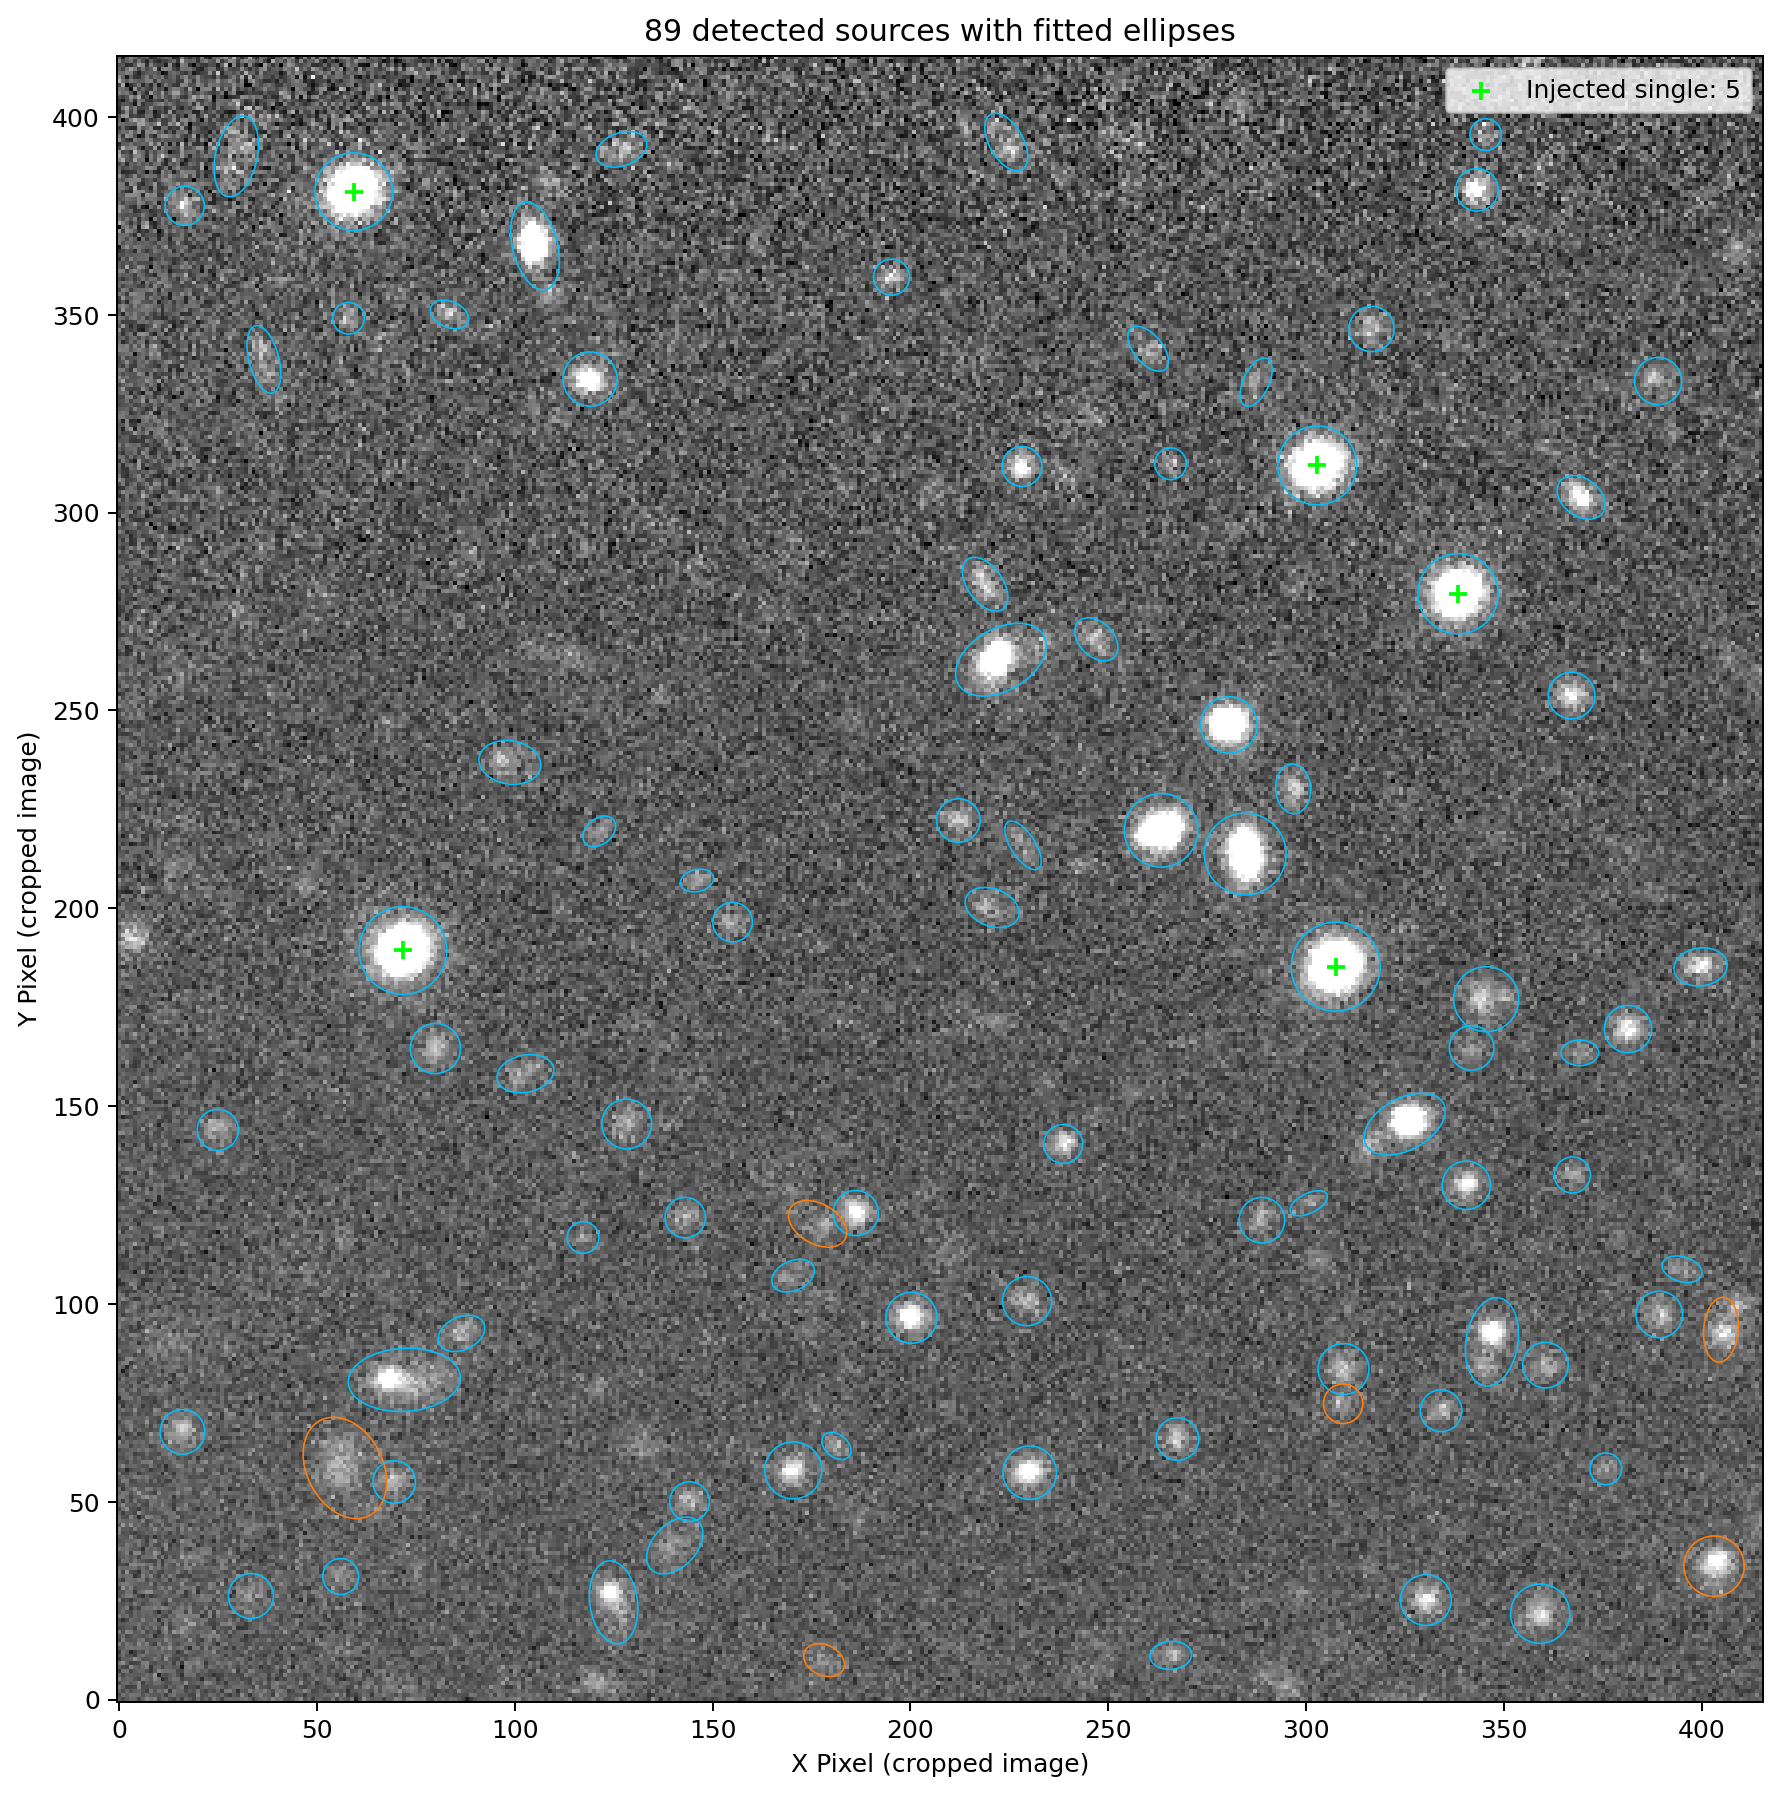 89 detected sources with fitted ellipses
Injected single: 5
Y Pixel (cropped image)
400
350
300
250
200
150
100
50
0
0 50 100 150 200 250 300 350 400
X Pixel (cropped image)